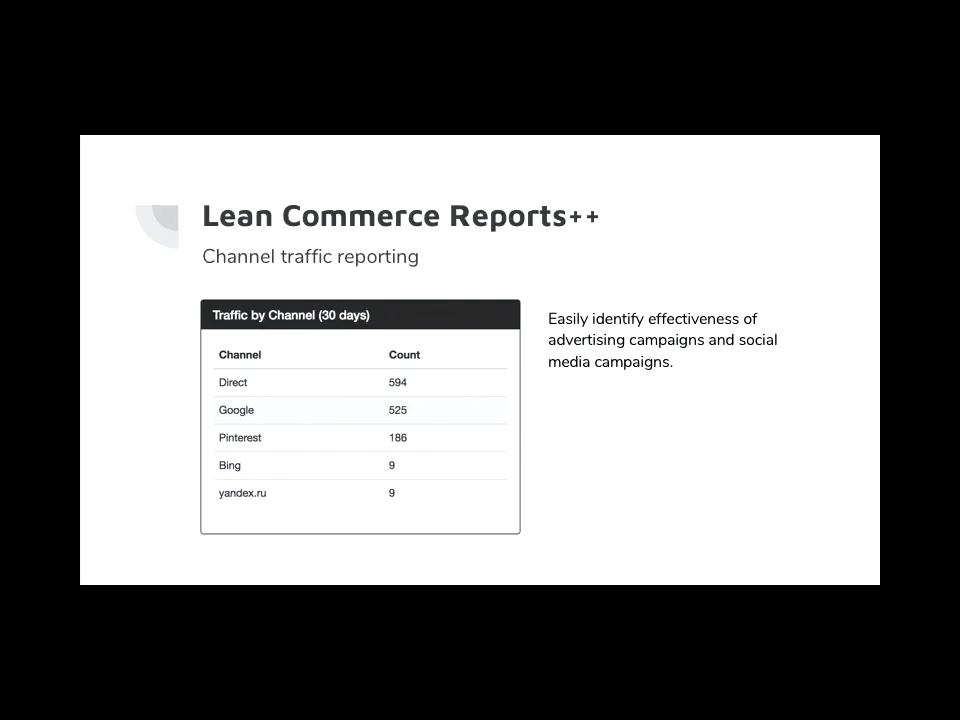 Lean Commerce Reports++
Channel traffic reporting
Traffic by Channel (30 days)
Channel Count
Direct 594
Google 525
Pinterest 186
Bing 9
yandex.ru 9
Easily identify effectiveness of
advertising campaigns and social
media campaigns.